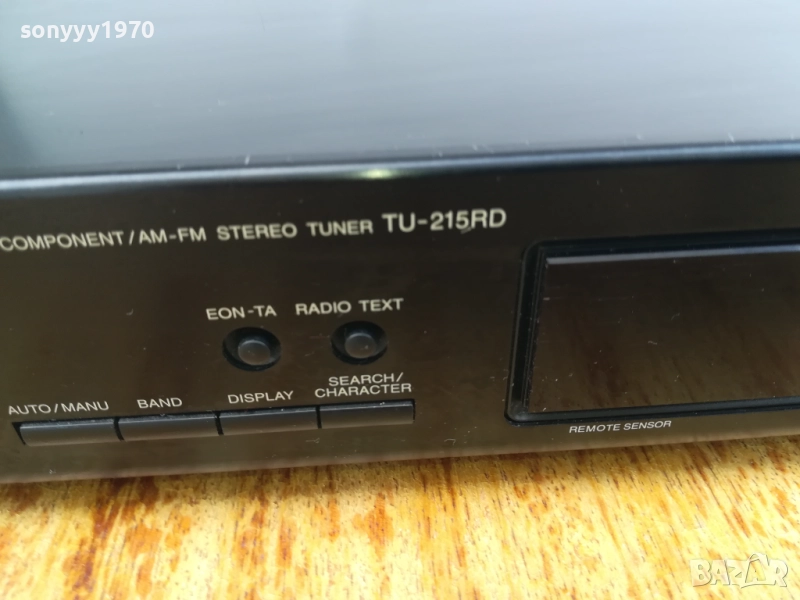 sonyyy1970
COMPONENT/AM-FM STEREO TUNER TU-215RD
EON-TA RADIO TEXT
AUTO/MANU BAND DISPLAY SEARCH/
CHARACTER
REMOTE SENSOR
BAZAR